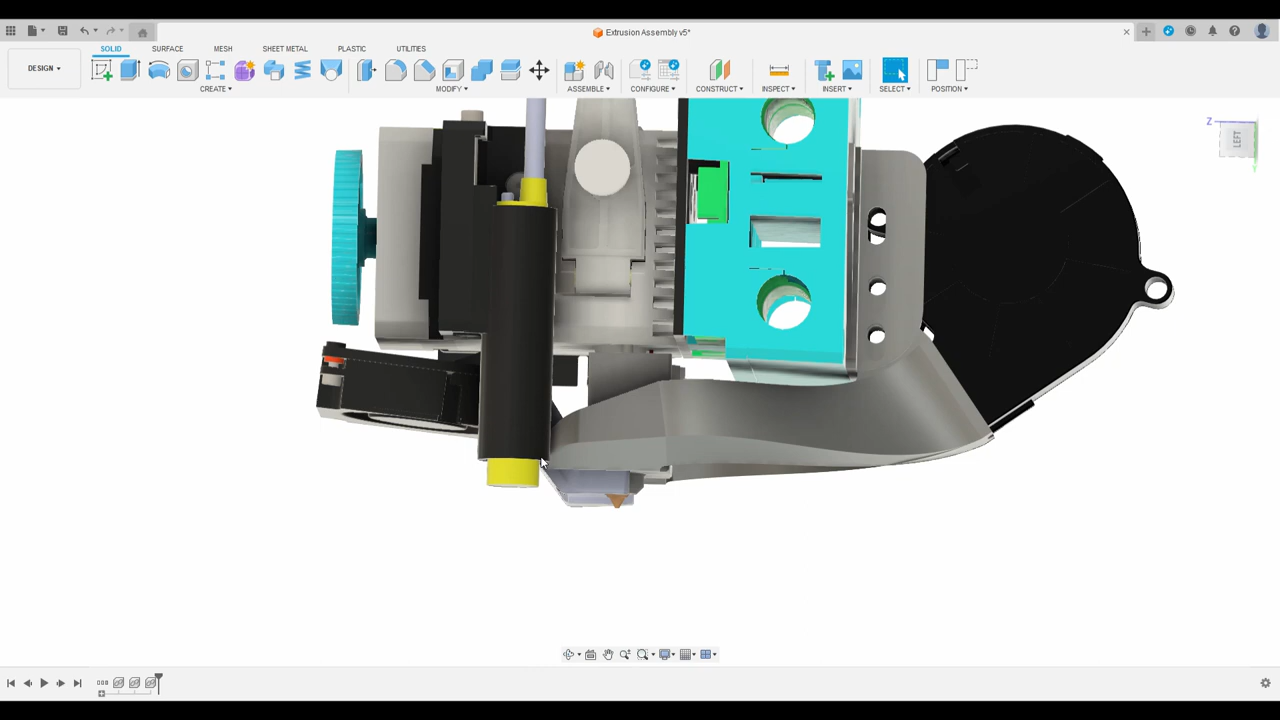 Extrusion Assembly v5*
DESIGN
SOLID SURFACE MESH SHEET METAL PLASTIC UTILITIES
CREATE MODIFY ASSEMBLE CONFIGURE CONSTRUCT INSPECT INSERT SELECT POSITION
Z
LEFT